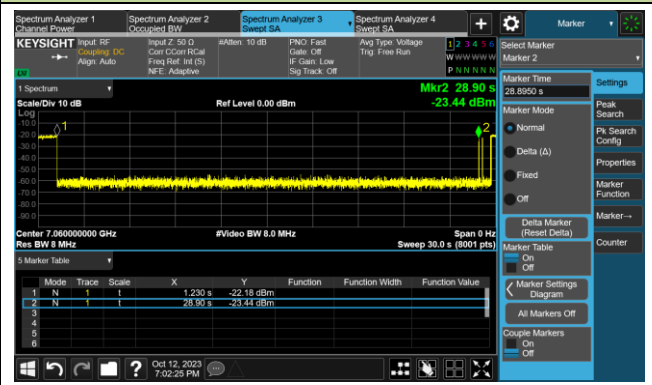 Spectrum Analyzer 1
Channel Power
Spectrum Analyzer 2
Occupied BW
Spectrum Analyzer 3
Swept SA
Spectrum Analyzer 4
Swept SA
Marker
KEYSIGHT
Input: RF
Coupling: DC
Align: Auto
Input Z: 50 Ω
Corr CCorr RCal
Freq Ref: Int (S)
NFE: Adaptive
#Atten: 10 dB
PNO: Fast
Gate: Off
IF Gain: Low
Sig Track: Off
Avg Type: Voltage
Trig: Free Run
1 2 3 4 5 6
W W W W W W
P N N N N N
1 Spectrum
Mkr2 28.90 s
-23.44 dBm
Scale/Div 10 dB
Ref Level 0.00 dBm
Log
-10.0
-20.0
-30.0
-40.0
-50.0
-60.0
-70.0
-80.0
-90.0
1
2
Center 7.060000000 GHz
#Video BW 8.0 MHz
Span 0 Hz
Res BW 8 MHz
Sweep 30.0 s (8001 pts)
5 Marker Table
Mode Trace Scale X Y Function Function Width Function Value
1 N 1 t 1.230 s -22.18 dBm
2 N 1 t 28.90 s -23.44 dBm
3
4
5
6
Select Marker
Marker 2
Marker Time
28.8950 s
Marker Mode
Normal
Delta (Δ)
Fixed
Off
Delta Marker
(Reset Delta)
Marker Table
On
Off
Marker Settings
Diagram
All Markers Off
Couple Markers
On
Off
Settings
Peak
Search
Pk Search
Config
Properties
Marker
Function
Marker→
Counter
Oct 12, 2023
7:02:25 PM